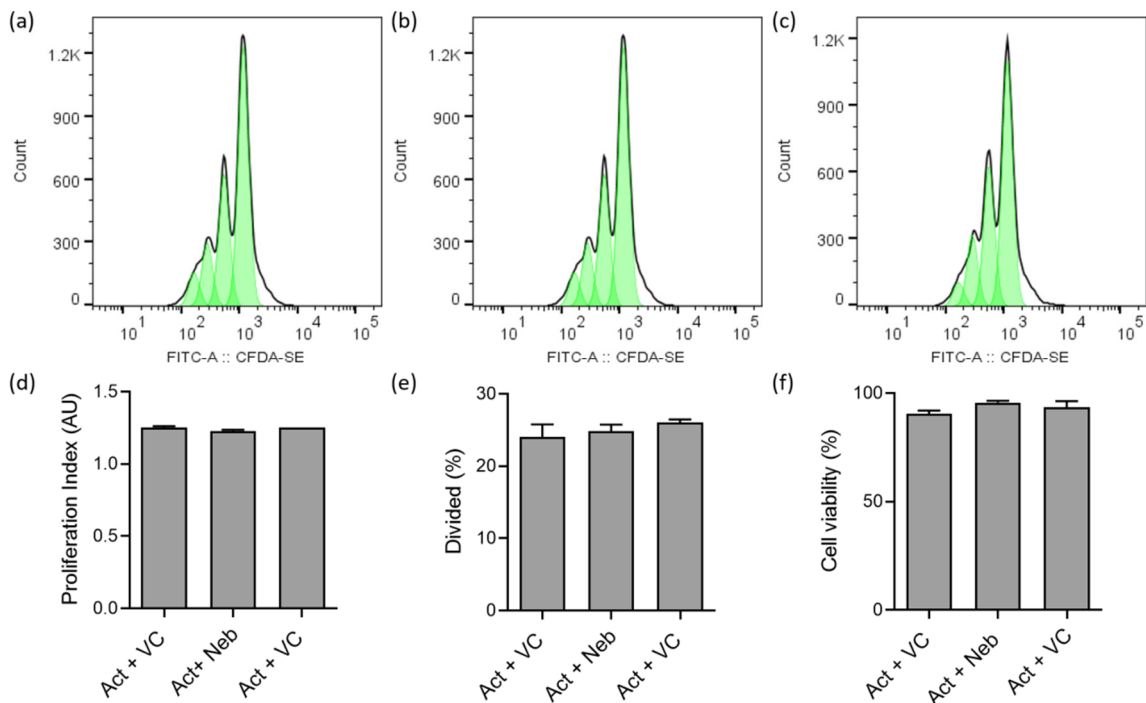 (a)
1.2K
900
600
300
0
Count
10^1 10^2 10^3 10^4 10^5
FITC-A :: CFDA-SE
(b)
1.2K
900
600
300
0
Count
10^1 10^2 10^3 10^4 10^5
FITC-A :: CFDA-SE
(c)
1.2K
900
600
300
0
Count
10^1 10^2 10^3 10^4 10^5
FITC-A :: CFDA-SE
(d)
1.5
1.0
0.5
0.0
Proliferation Index (AU)
Act + VC
Act+ Neb
Act + VC
(e)
30
20
10
0
Divided (%)
Act + VC
Act + Neb
Act + VC
(f)
100
50
0
Cell viability (%)
Act + VC
Act + Neb
Act + VC